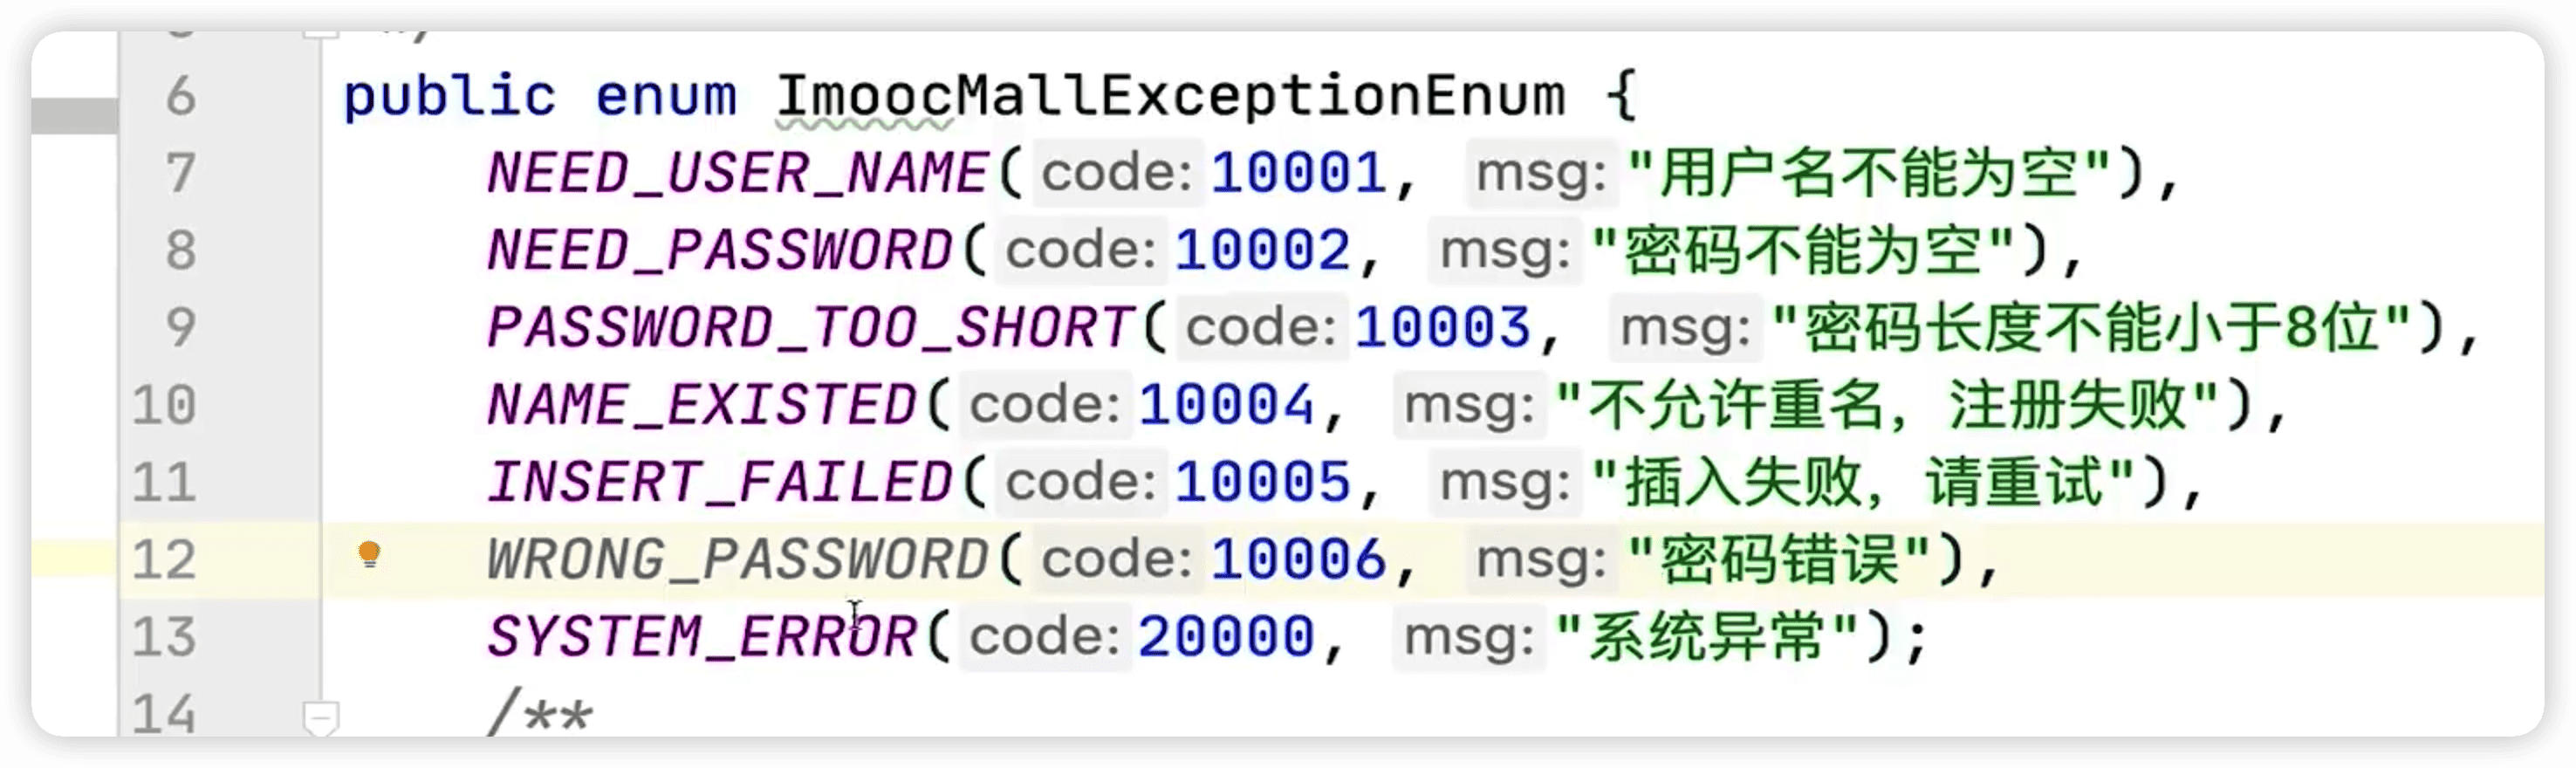 6 public enum ImoocMallExceptionEnum {
7 NEED_USER_NAME( code: 10001, msg: "用户名不能为空"),
8 NEED_PASSWORD( code: 10002, msg: "密码不能为空"),
9 PASSWORD_TOO_SHORT( code: 10003, msg: "密码长度不能小于8位"),
10 NAME_EXISTED( code: 10004, msg: "不允许重名，注册失败"),
11 INSERT_FAILED( code: 10005, msg: "插入失败，请重试"),
12 WRONG_PASSWORD( code: 10006, msg: "密码错误"),
13 SYSTEM_ERROR( code: 20000, msg: "系统异常");
14 /**